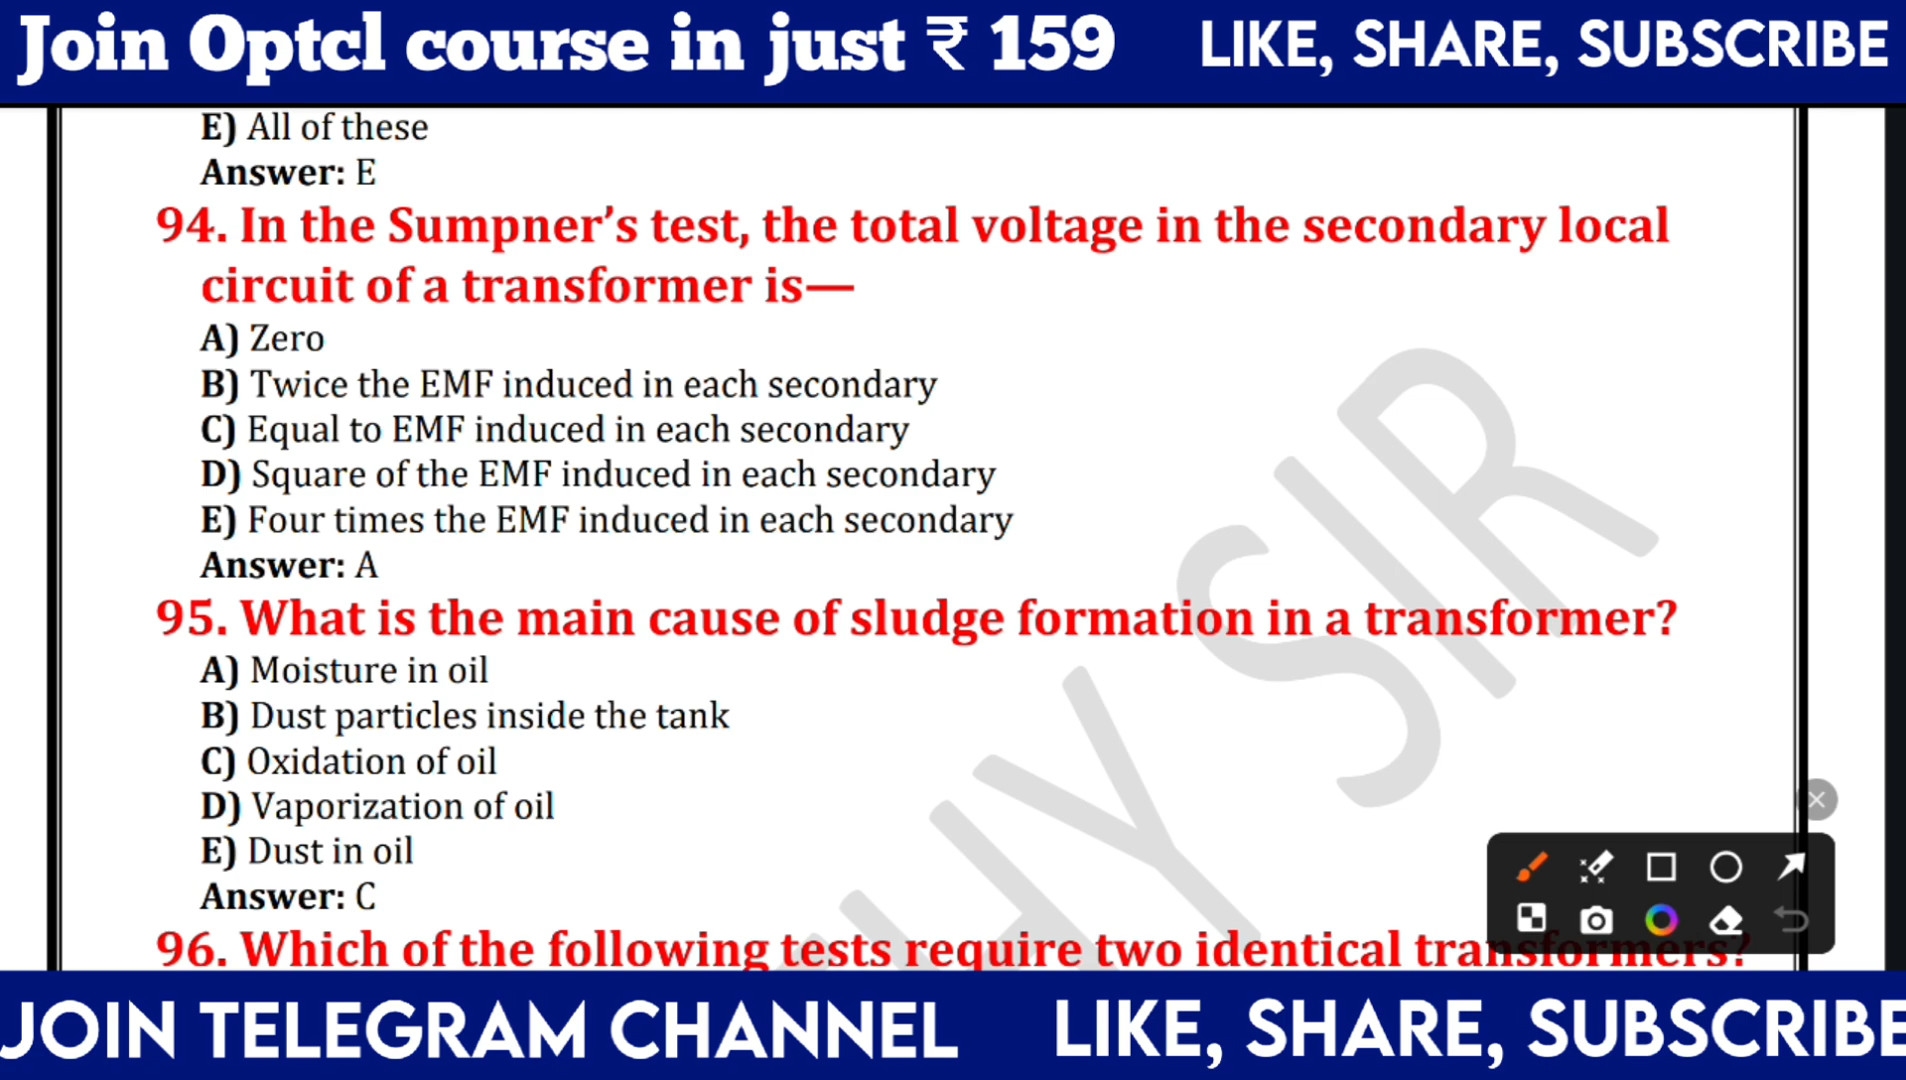 Join Optcl course in just ₹ 159 LIKE, SHARE, SUBSCRIBE
E) All of these
Answer: E
94. In the Sumpner’s test, the total voltage in the secondary local
circuit of a transformer is—
A) Zero
B) Twice the EMF induced in each secondary
C) Equal to EMF induced in each secondary
D) Square of the EMF induced in each secondary
E) Four times the EMF induced in each secondary
Answer: A
95. What is the main cause of sludge formation in a transformer?
A) Moisture in oil
B) Dust particles inside the tank
C) Oxidation of oil
D) Vaporization of oil
E) Dust in oil
Answer: C
96. Which of the following tests require two identical transformers?
JOIN TELEGRAM CHANNEL LIKE, SHARE, SUBSCRIBE
HY SIR